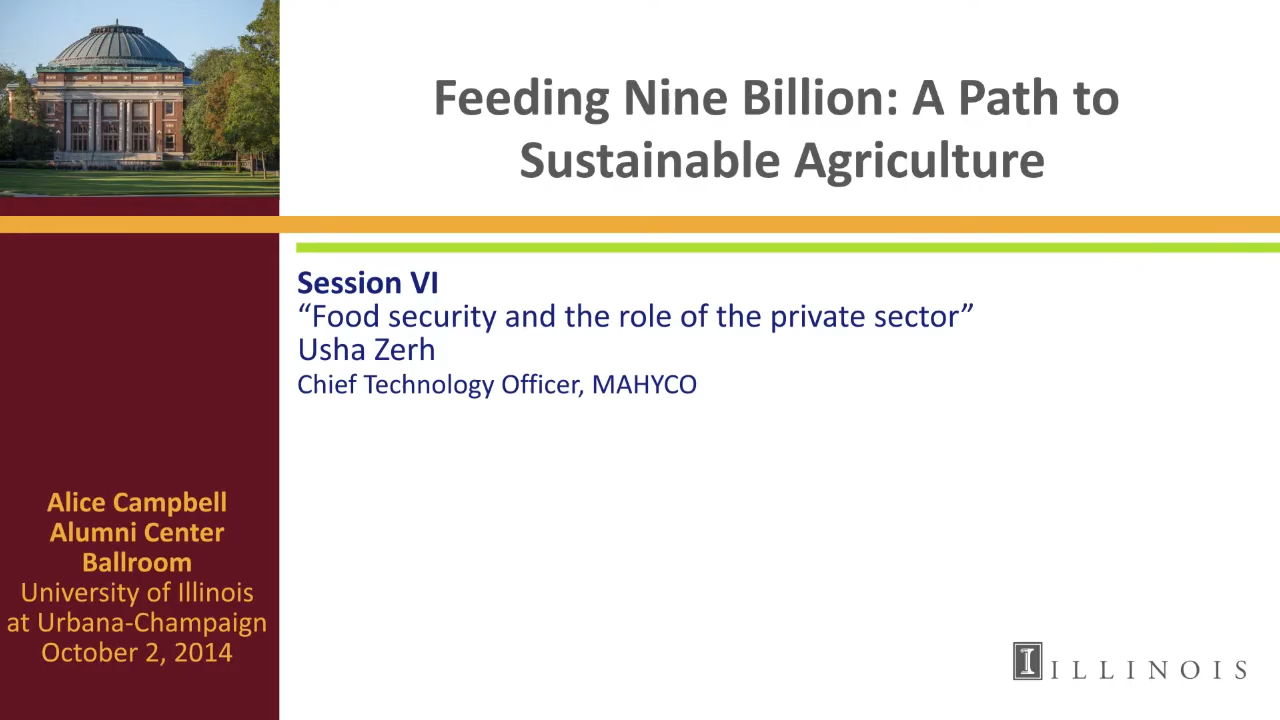 Feeding Nine Billion: A Path to
Sustainable Agriculture
Session VI
“Food security and the role of the private sector”
Usha Zerh
Chief Technology Officer, MAHYCO
Alice Campbell
Alumni Center
Ballroom
University of Illinois
at Urbana-Champaign
October 2, 2014
I ILLINOIS